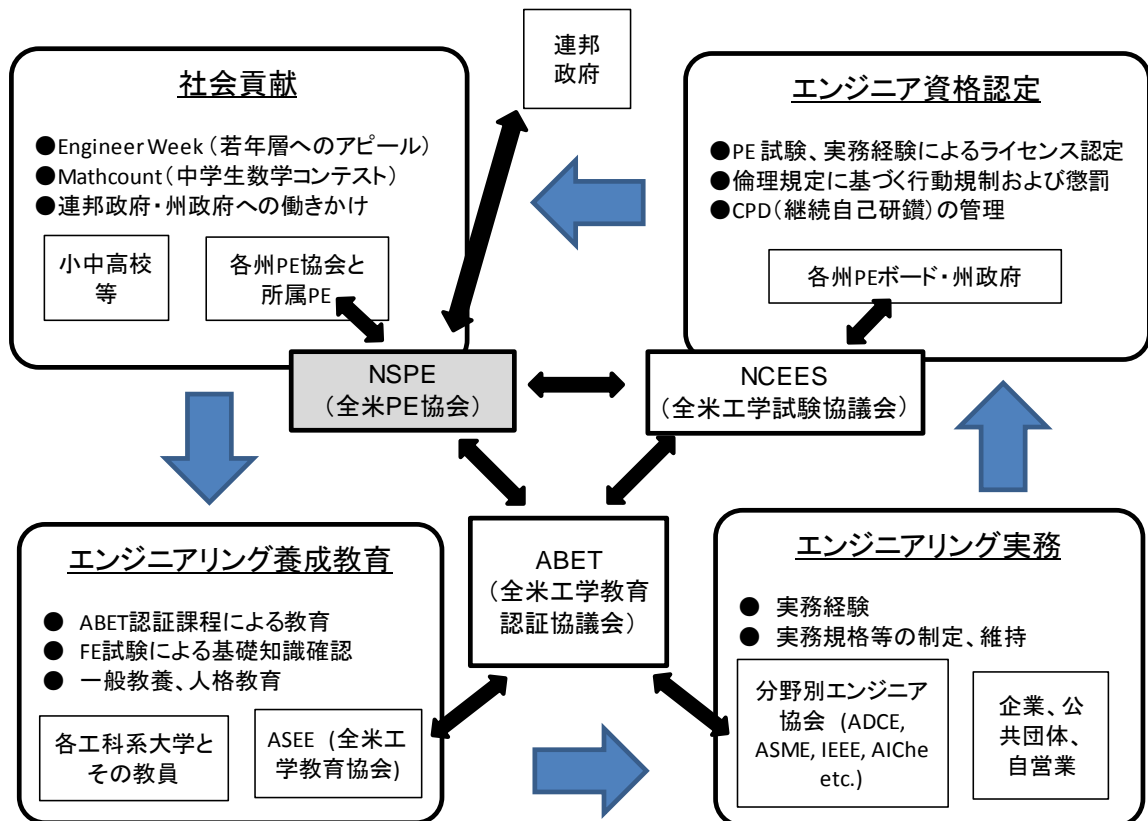 連邦
政府
社会貢献
●Engineer Week（若年層へのアピール）
●Mathcount（中学生数学コンテスト）
●連邦政府・州政府への働きかけ
小中高校
等
各州PE協会と
所属PE
エンジニア資格認定
●PE 試験、実務経験によるライセンス認定
●倫理規定に基づく行動規制および懲罰
●CPD（継続自己研鑽）の管理
各州PEボード・州政府
NSPE
（全米PE協会）
NCEES
（全米工学試験協議会）
ABET
（全米工学教育
認証協議会）
エンジニアリング養成教育
● ABET認証課程による教育
● FE試験による基礎知識確認
● 一般教養、人格教育
各工科系大学と
その教員
ASEE (全米工
学教育協会)
エンジニアリング実務
● 実務経験
● 実務規格等の制定、維持
分野別エンジニア
協会 (ADCE,
ASME, IEEE, AIChe
etc.)
企業、公
共団体、
自営業